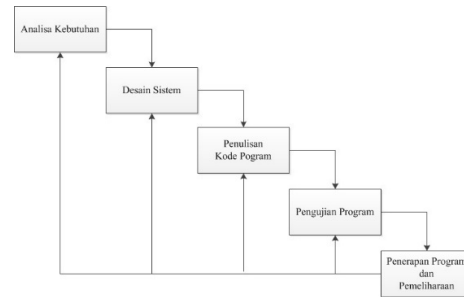 Analisa Kebutuhan
Desain Sistem
Penulisan
Kode Pogram
Pengujian Program
Penerapan Program
dan
Pemeliharaan